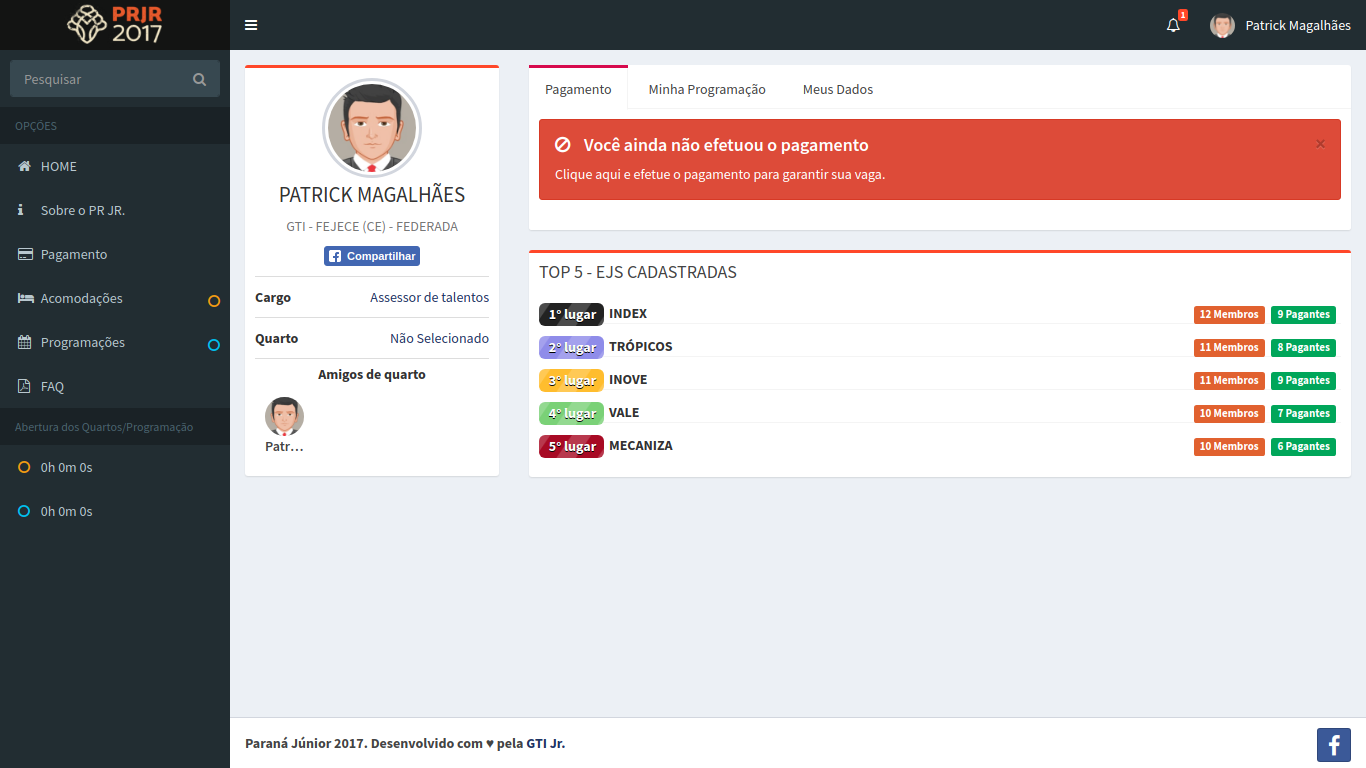 PRJR
2017
1
Patrick Magalhães
Pesquisar
OPÇÕES
HOME
Sobre o PR JR.
Pagamento
Acomodações
Programações
FAQ
Abertura dos Quartos/Programação
0h 0m 0s
0h 0m 0s
PATRICK MAGALHÃES
GTI - FEJECE (CE) - FEDERADA
Compartilhar
Cargo Assessor de talentos
Quarto Não Selecionado
Amigos de quarto
Patr...
Pagamento Minha Programação Meus Dados
Você ainda não efetuou o pagamento ×
Clique aqui e efetue o pagamento para garantir sua vaga.
TOP 5 - EJS CADASTRADAS
1° lugar INDEX 12 Membros 9 Pagantes
2° lugar TRÓPICOS 11 Membros 8 Pagantes
3° lugar INOVE 11 Membros 9 Pagantes
4° lugar VALE 10 Membros 7 Pagantes
5° lugar MECANIZA 10 Membros 6 Pagantes
Paraná Júnior 2017. Desenvolvido com ♥ pela GTI Jr.